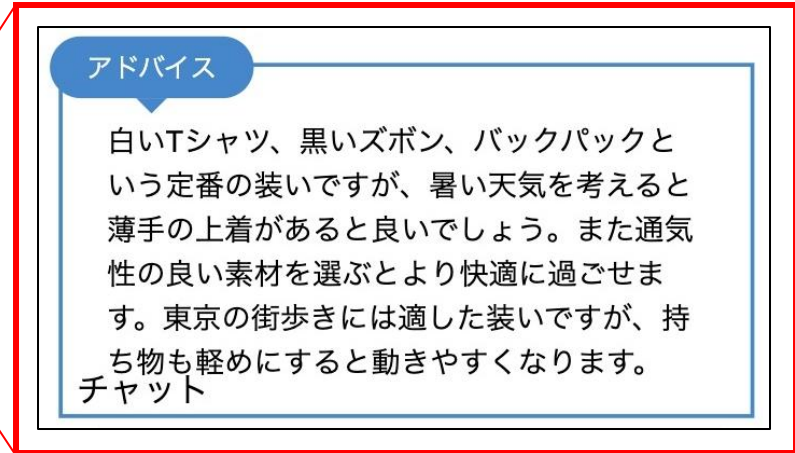 アドバイス
白いTシャツ、黒いズボン、バックパックと
いう定番の装いですが、暑い天気を考えると
薄手の上着があると良いでしょう。また通気
性の良い素材を選ぶとより快適に過ごせま
す。東京の街歩きには適した装いですが、持
ち物も軽めにすると動きやすくなります。
チャット